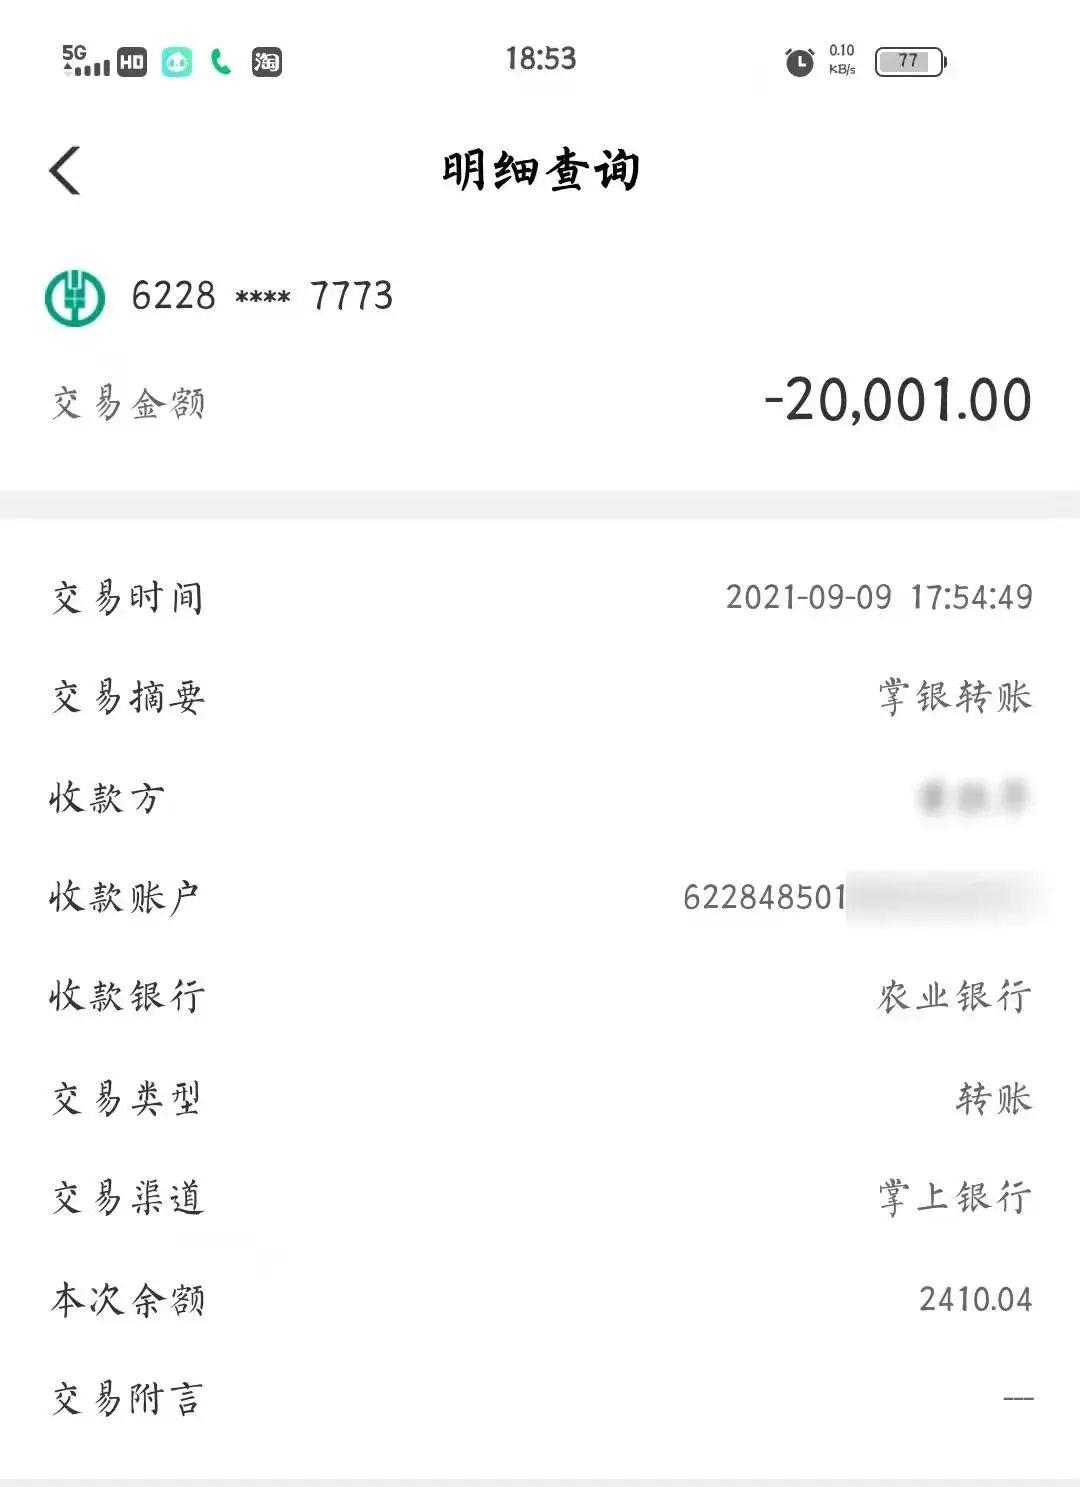 5G HD 淘 18:53 0.10 KB/s 77
明细查询
6228 **** 7773
交易金额 -20,001.00
交易时间 2021-09-09 17:54:49
交易摘要 掌银转账
收款方
收款账户 622848501
收款银行 农业银行
交易类型 转账
交易渠道 掌上银行
本次余额 2410.04
交易附言 ---